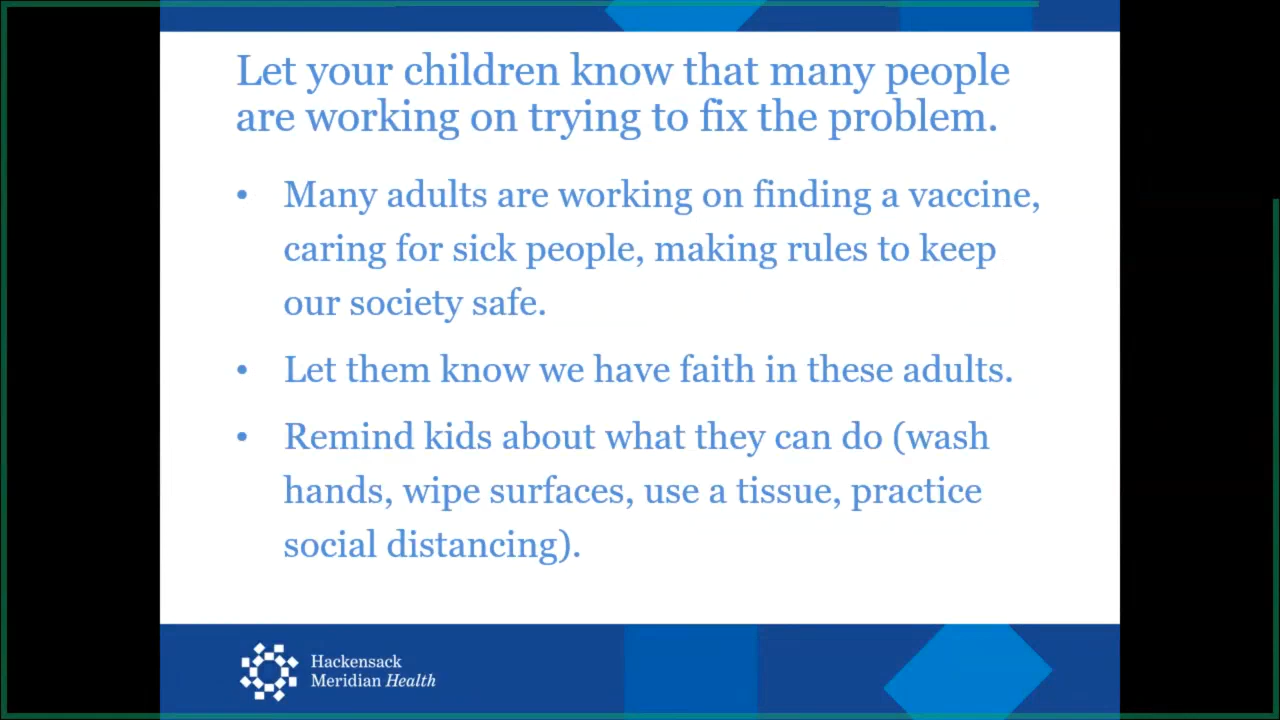 Let your children know that many people
are working on trying to fix the problem.
• Many adults are working on finding a vaccine,
caring for sick people, making rules to keep
our society safe.
• Let them know we have faith in these adults.
• Remind kids about what they can do (wash
hands, wipe surfaces, use a tissue, practice
social distancing).
Hackensack
Meridian Health